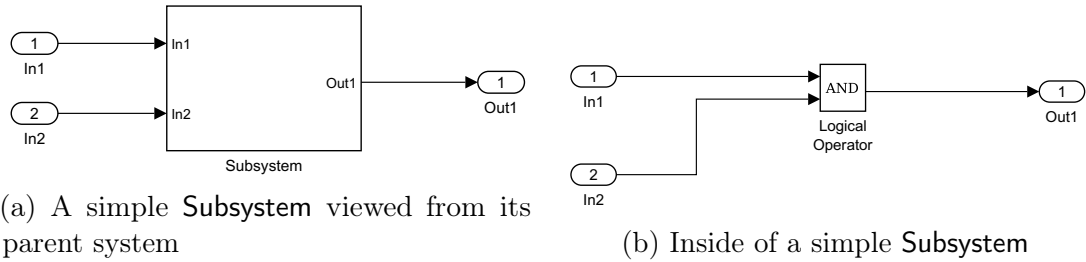 1
In1
2
In2
In1
In2
Out1
Subsystem
1
Out1
(a) A simple Subsystem viewed from its
parent system
1
In1
2
In2
AND
Logical
Operator
1
Out1
(b) Inside of a simple Subsystem